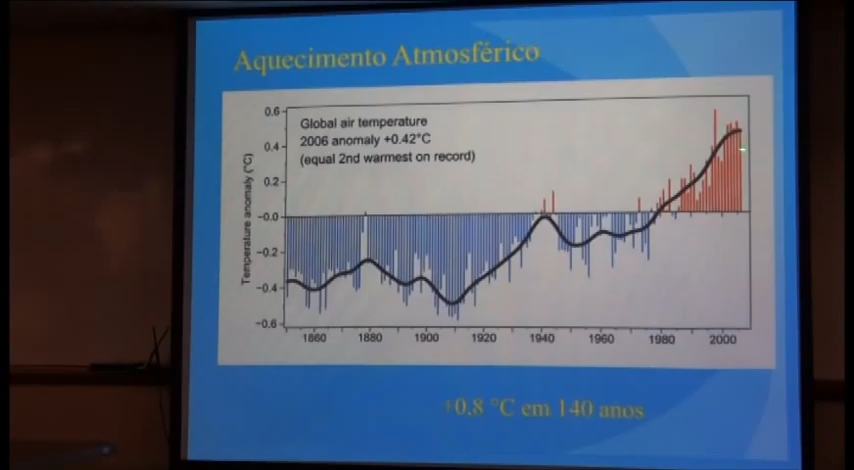 Aquecimento Atmosférico
Global air temperature
2006 anomaly +0.42°C
(equal 2nd warmest on record)
Temperature anomaly (°C)
0.6
0.4
0.2
-0.0
-0.2
-0.4
-0.6
1860 1880 1900 1920 1940 1960 1980 2000
+0,8 °C em 140 anos